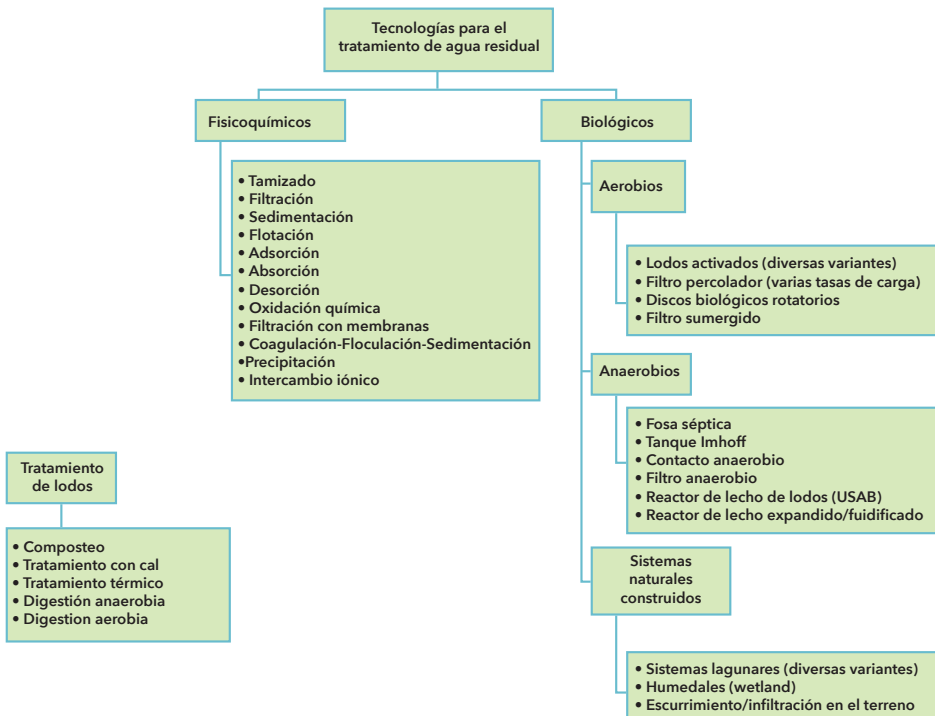 Tecnologías para el
tratamiento de agua residual
Fisicoquímicos
• Tamizado
• Filtración
• Sedimentación
• Flotación
• Adsorción
• Absorción
• Desorción
• Oxidación química
• Filtración con membranas
• Coagulación-Floculación-Sedimentación
•Precipitación
• Intercambio iónico
Biológicos
Aerobios
• Lodos activados (diversas variantes)
• Filtro percolador (varias tasas de carga)
• Discos biológicos rotatorios
• Filtro sumergido
Anaerobios
• Fosa séptica
• Tanque Imhoff
• Contacto anaerobio
• Filtro anaerobio
• Reactor de lecho de lodos (USAB)
• Reactor de lecho expandido/fuidificado
Sistemas
naturales
construidos
• Sistemas lagunares (diversas variantes)
• Humedales (wetland)
• Escurrimiento/infiltración en el terreno
Tratamiento
de lodos
• Composteo
• Tratamiento con cal
• Tratamiento térmico
• Digestión anaerobia
• Digestion aerobia